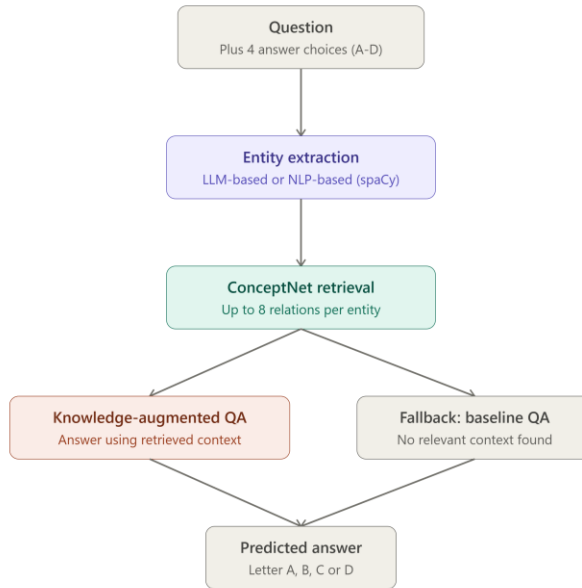 Question
Plus 4 answer choices (A-D)
Entity extraction
LLM-based or NLP-based (spaCy)
ConceptNet retrieval
Up to 8 relations per entity
Knowledge-augmented QA
Answer using retrieved context
Fallback: baseline QA
No relevant context found
Predicted answer
Letter A, B, C or D